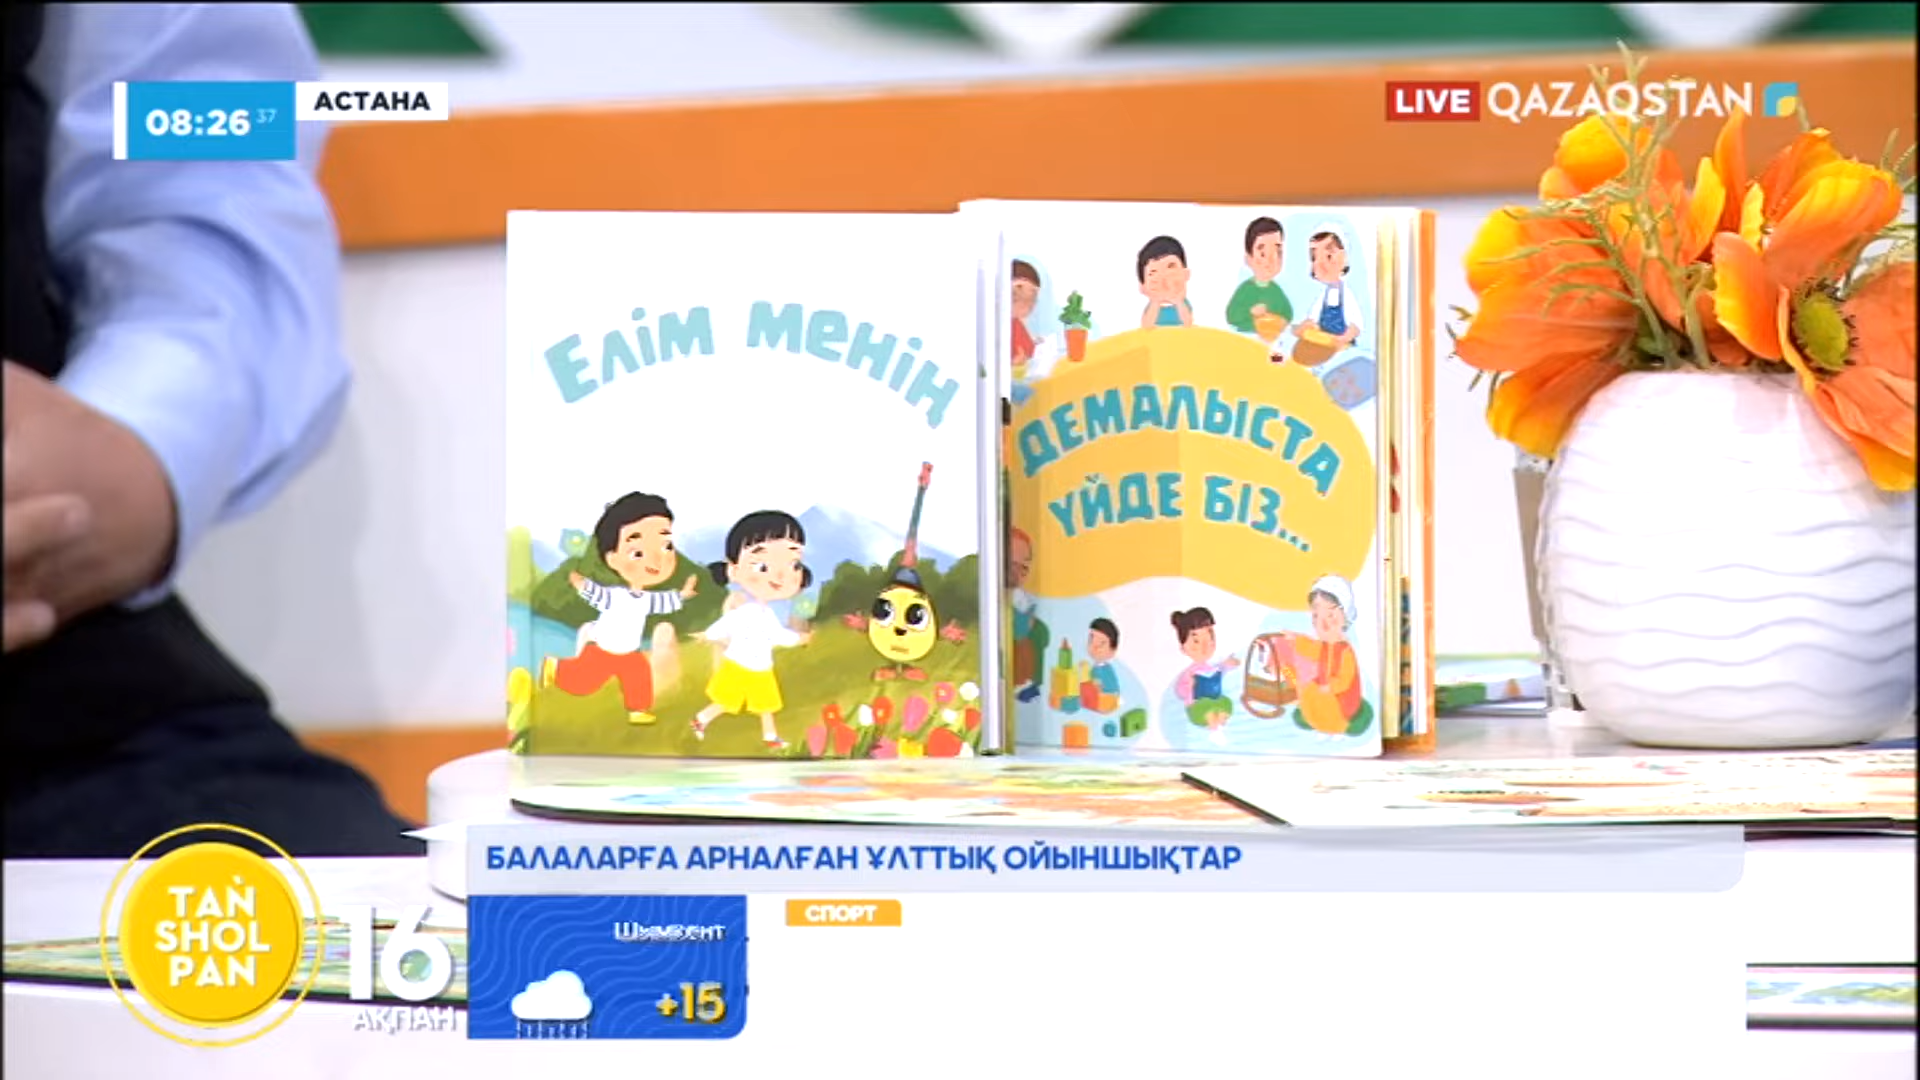 08:26 37
АСТАНА
LIVE QAZAQSTAN
Елім менің
ДЕМАЛЫСТА
ҮЙДЕ БІЗ...
БАЛАЛАРҒА АРНАЛҒАН ҰЛТТЫҚ ОЙЫНШЫҚТАР
TAŃ
SHOL
PAN
16
АҚПАН
Шымкент
+15
СПОРТ